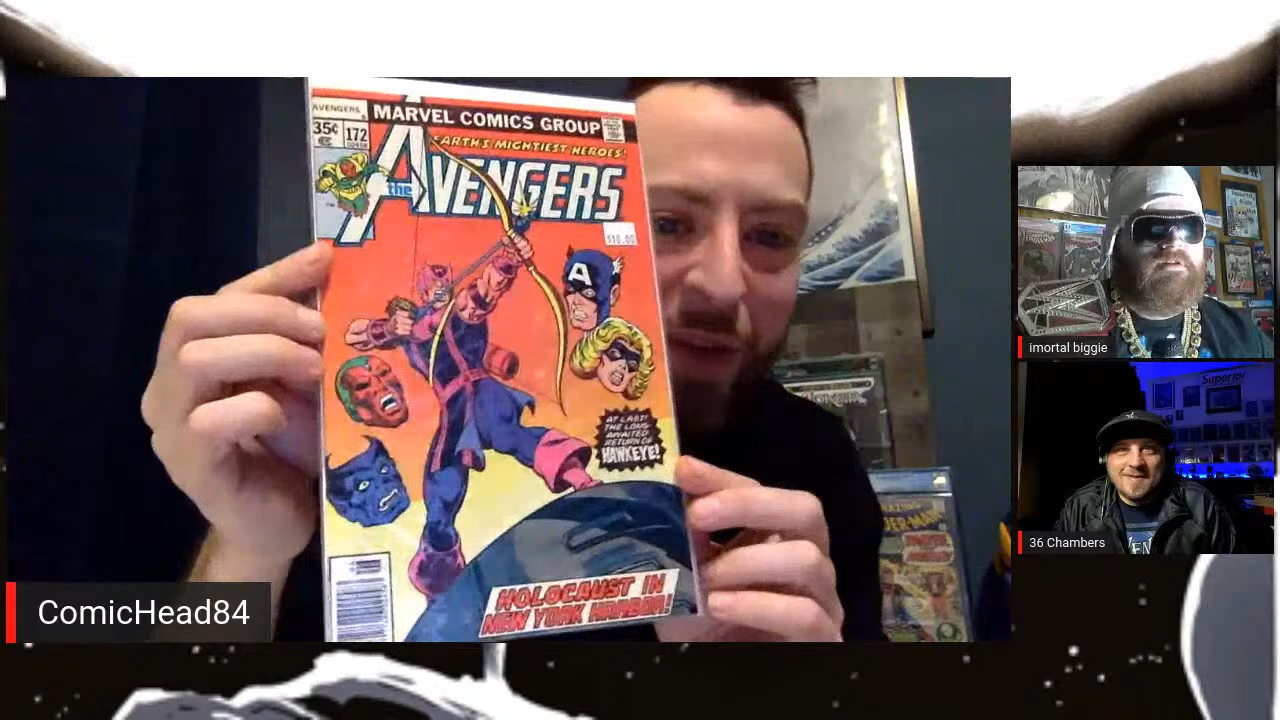 AVENGERS
MARVEL COMICS GROUP
35¢
172
EARTH'S MIGHTIEST HEROES!
the AVENGERS
$10.00
A
AT LAST!
THE LONG-
AWAITED
RETURN OF
HAWKEYE!
HOLOCAUST IN
NEW YORK HARBOR!
ComicHead84
imortal biggie
Superior
36 Chambers